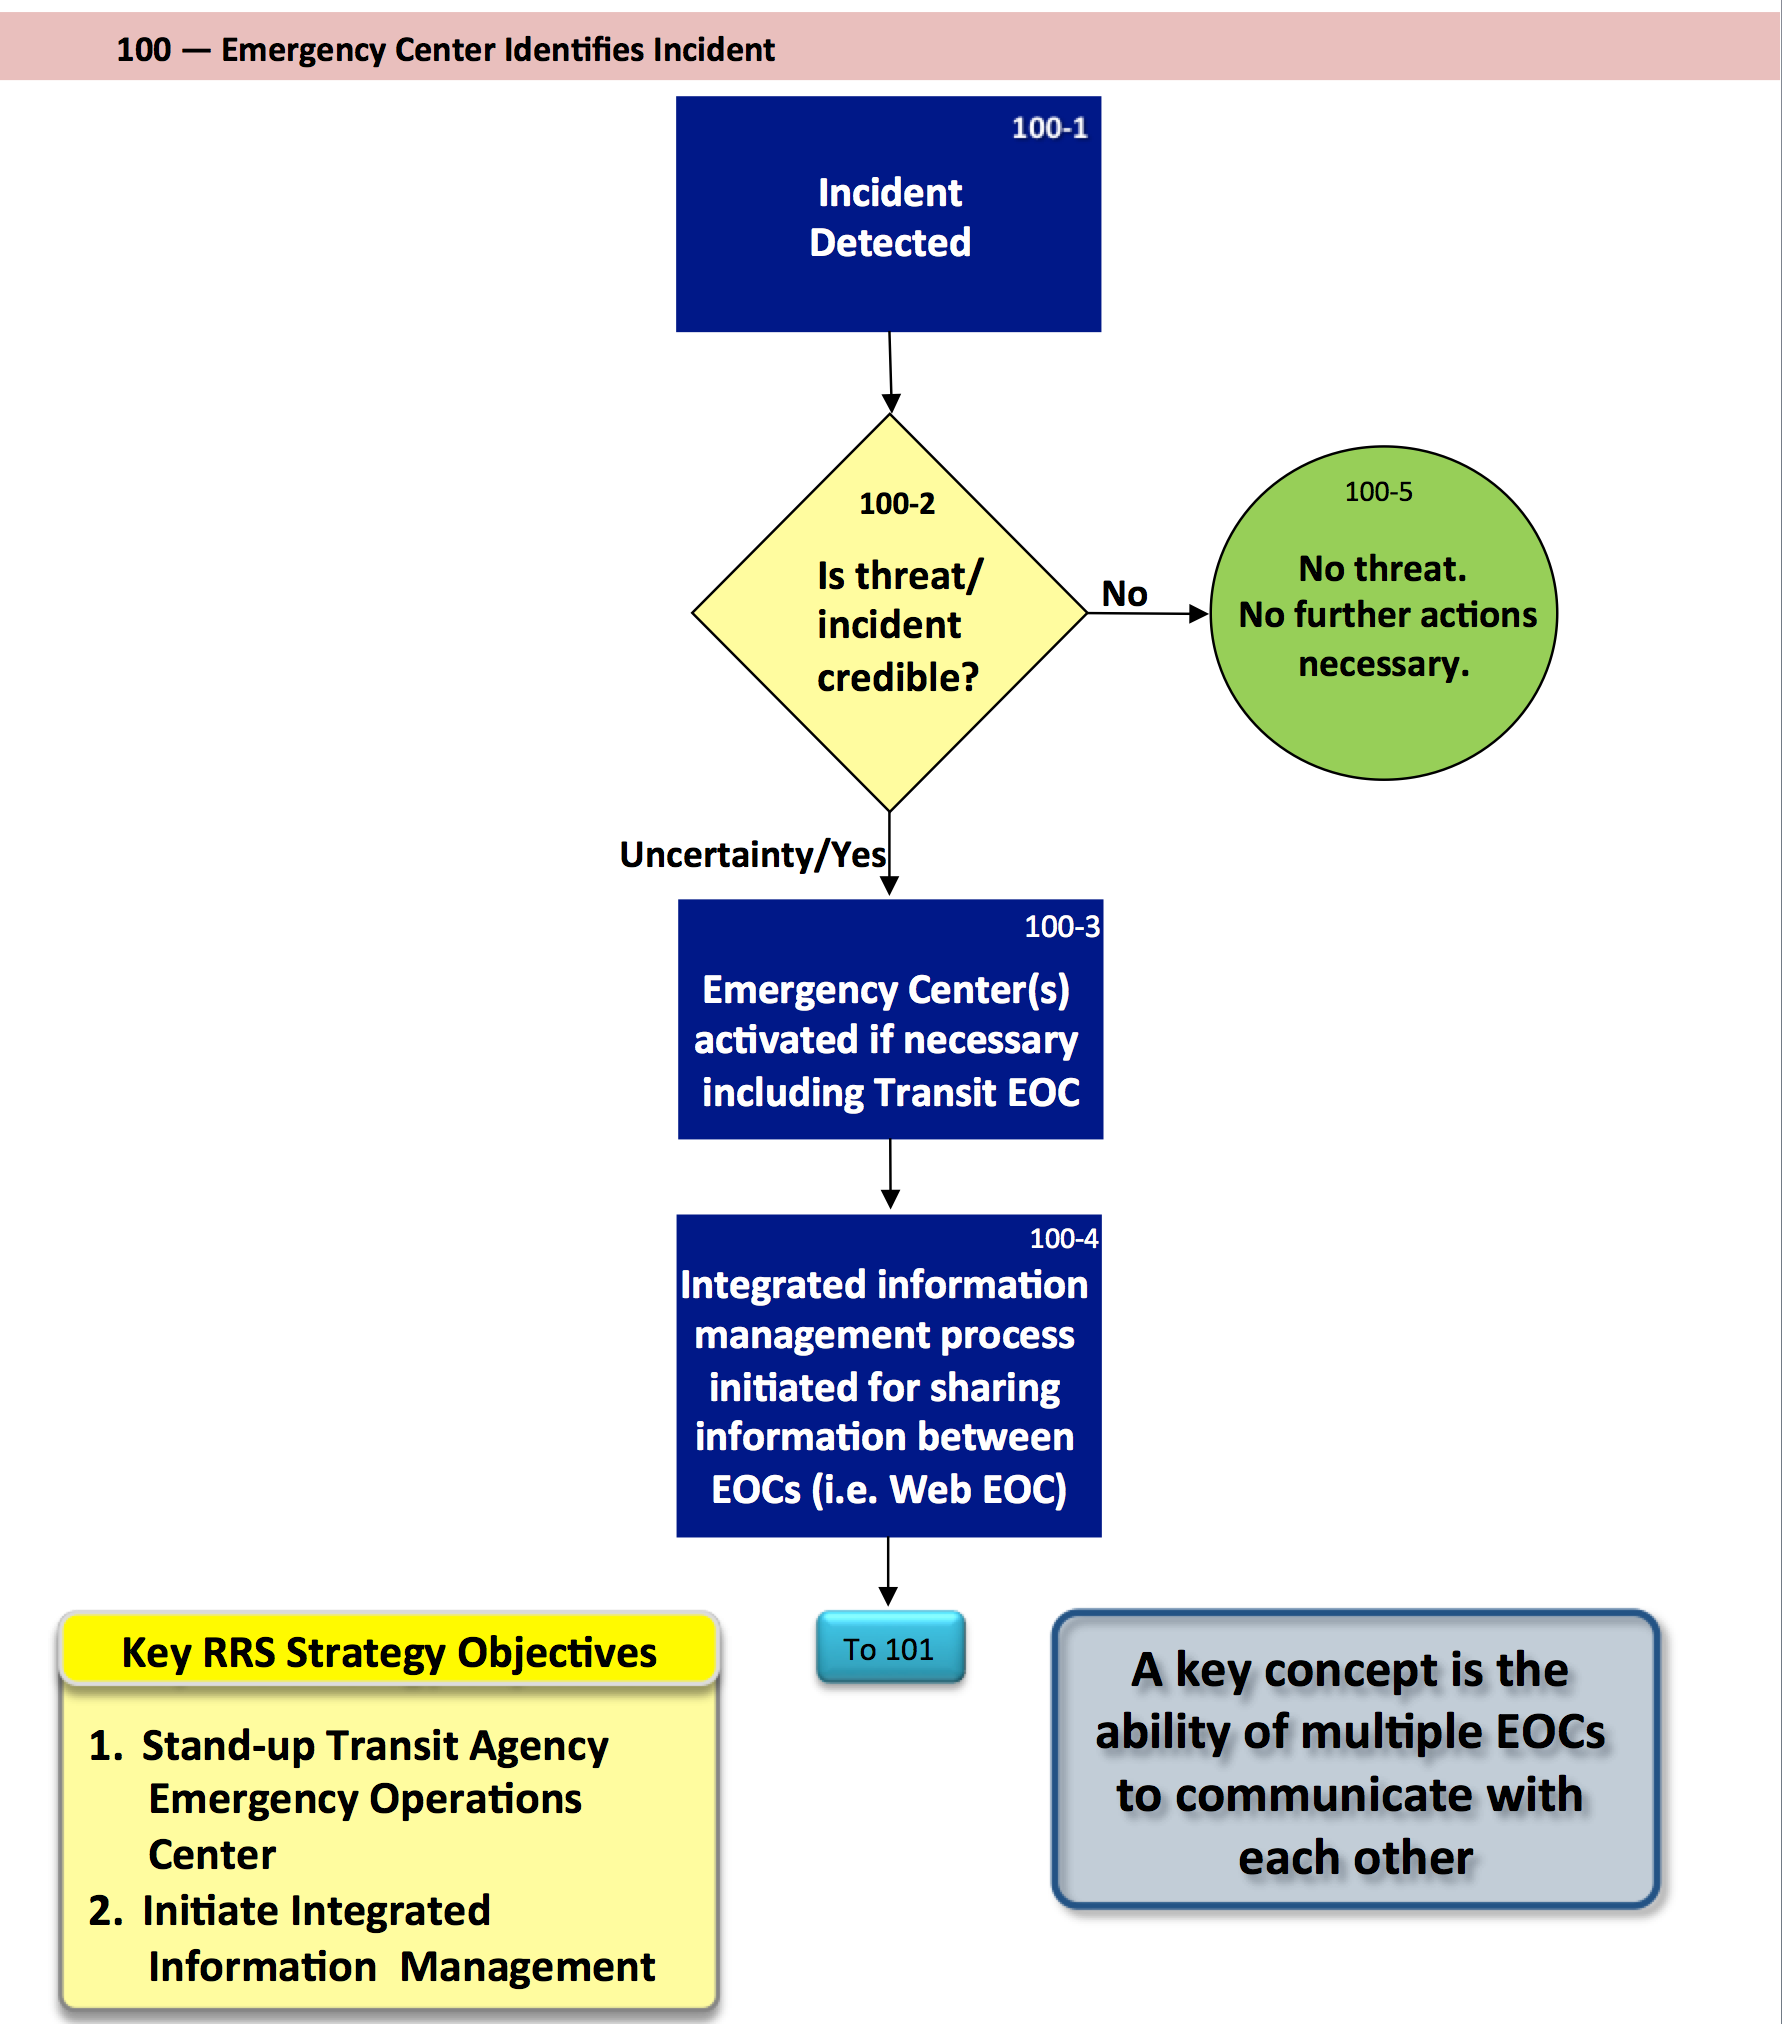 100 — Emergency Center Identifies Incident
100-1
Incident
Detected
100-2
Is threat/
incident
credible?
No
100-5
No threat.
No further actions
necessary.
Uncertainty/Yes
100-3
Emergency Center(s)
activated if necessary
including Transit EOC
100-4
Integrated information
management process
initiated for sharing
information between
EOCs (i.e. Web EOC)
To 101
Key RRS Strategy Objectives
1. Stand-up Transit Agency
Emergency Operations
Center
2. Initiate Integrated
Information Management
A key concept is the
ability of multiple EOCs
to communicate with
each other